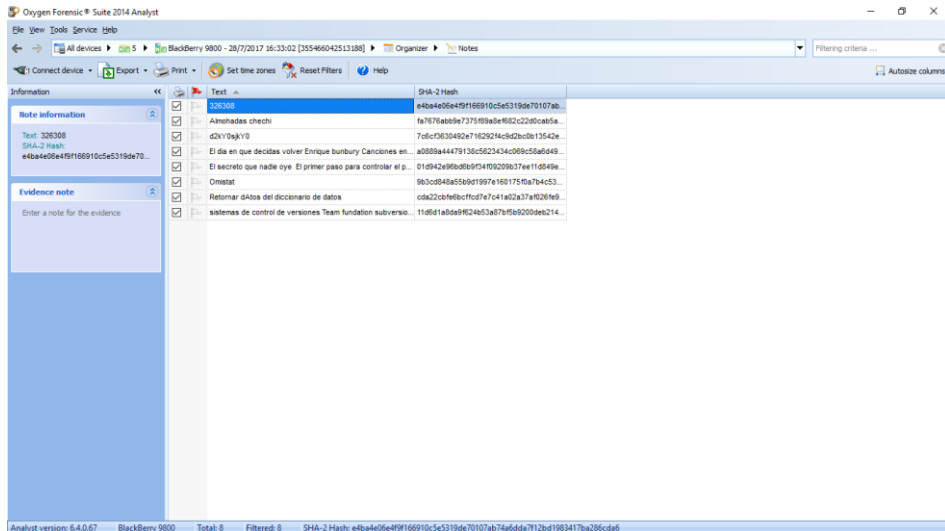 Oxygen Forensic® Suite 2014 Analyst
File View Tools Service Help
All devices 5 BlackBerry 9800 - 28/7/2017 16:33:02 [355466042513188] Organizer Notes Filtering criteria ...
Connect device Export Print Set time zones Reset Filters Help Autosize columns
Information Text SHA-2 Hash
Note information
Text: 326308
SHA-2 Hash:
e4ba4e06e4f9f166910c5e5319de70...
Evidence note
Enter a note for the evidence
326308 e4ba4e06e4f9f166910c5e5319de70107ab...
Almohadas chechi fa7676abb9e7375f89a8ef682c22d0cab5a...
d2kY0sjkY0 7c6cf3630492e716292f4c9d2bc0b13542e...
El dia en que decidas volver Enrique bunbury Canciones en... a0889a44479138c5623434c069c58a6d49...
El secreto que nadie oye El primer paso para controlar el p... 01d942e96bd6b9f34f09209b37ee11d849e...
Omistat 9b3cd848a55b9d1997e160175f0a7b4c53...
Retornar dAtos del diccionario de datos cda22cbfe6bcffcd7e7c41a02a37af026fe9...
sistemas de control de versiones Team fundation subversio... 11d6d1a8da9f624b53a87bf5b9200deb214...
Analyst version: 6.4.0.67 BlackBerry 9800 Total: 8 Filtered: 8 SHA-2 Hash: e4ba4e06e4f9f166910c5e5319de70107ab74a6dda7f12bd1983417ba286cda6